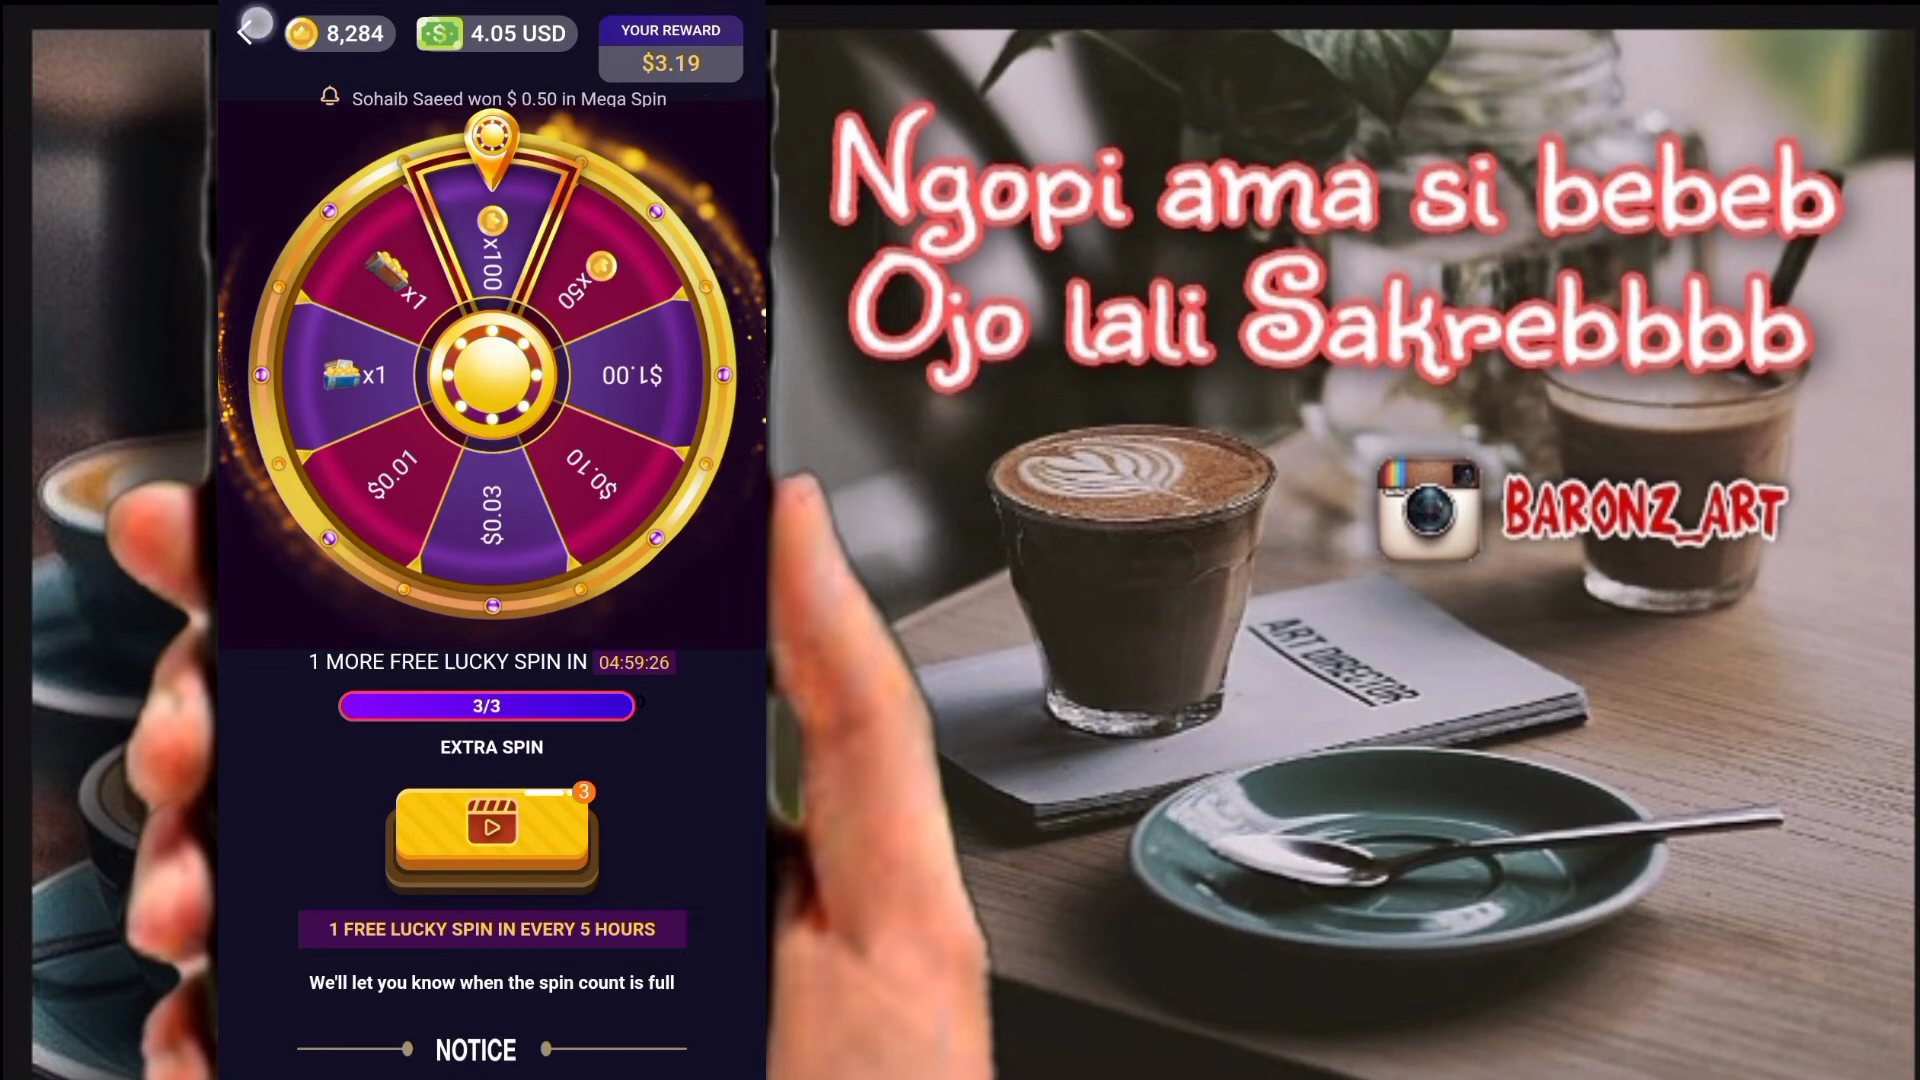 8,284
4.05 USD
YOUR REWARD
$3.19
Sohaib Saeed won $ 0.50 in Mega Spin
x100
x50
x1
x1
$1.00
$0.01
$0.10
$0.03
1 MORE FREE LUCKY SPIN IN 04:59:26
3/3
EXTRA SPIN
3
1 FREE LUCKY SPIN IN EVERY 5 HOURS
We'll let you know when the spin count is full
NOTICE
Ngopi ama si bebeb
Ojo lali Sakrebbbb
BARONZ_ART
ART DIRECTOR